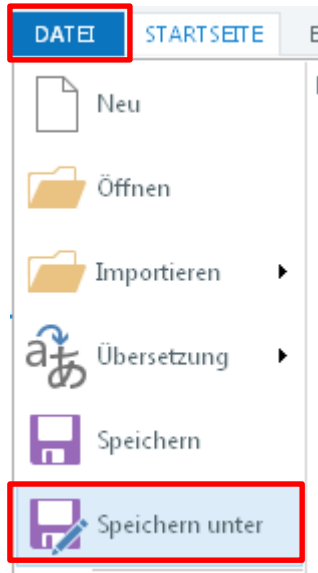 DATEI STARTSEITE
Neu
Öffnen
Importieren
Übersetzung
Speichern
Speichern unter